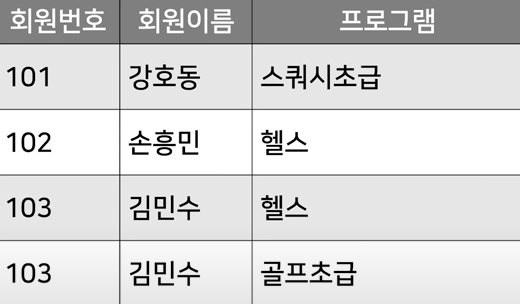 회원번호 회원이름 프로그램
101 강호동 스쿼시초급
102 손흥민 헬스
103 김민수 헬스
103 김민수 골프초급